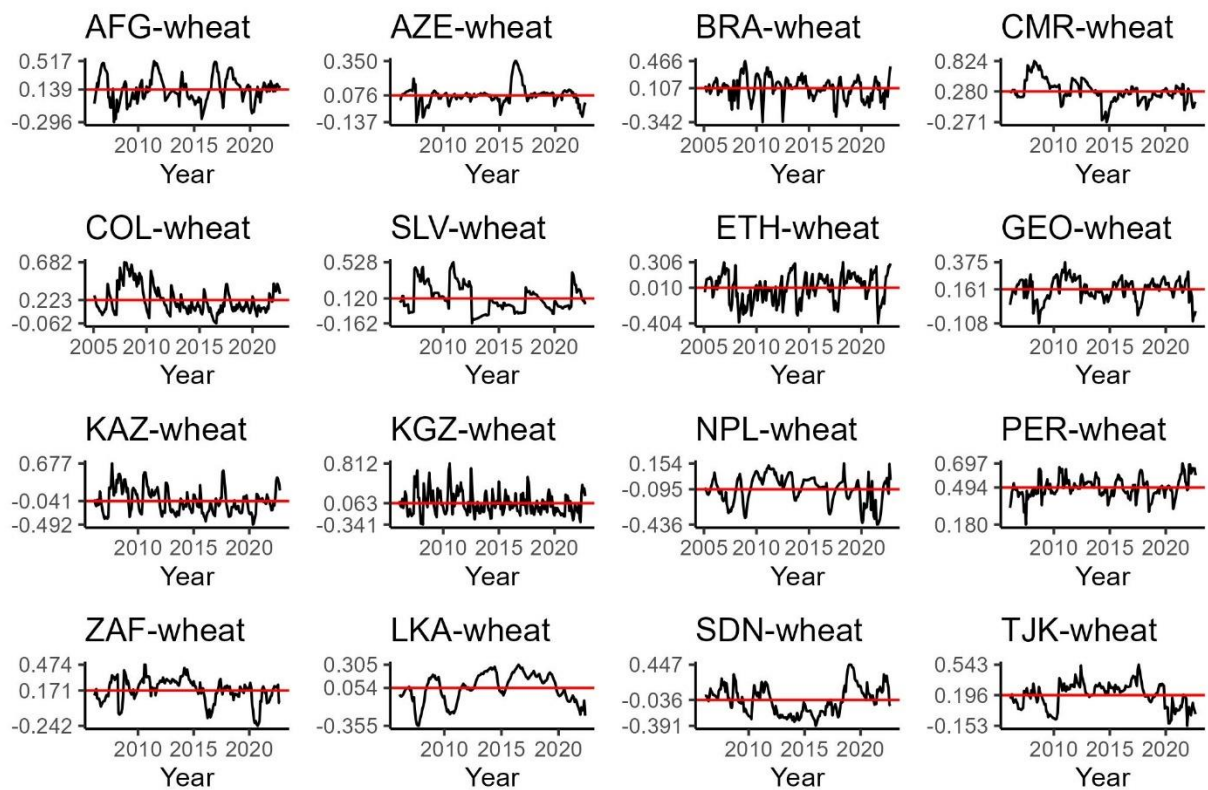 AFG-wheat AZE-wheat BRA-wheat CMR-wheat
0.517 0.350 0.466 0.824
0.139 0.076 0.107 0.280
-0.296 -0.137 -0.342 -0.271
2010 2015 2020 2010 2015 2020 2005 2010 2015 2020 2010 2015 2020
Year Year Year Year
COL-wheat SLV-wheat ETH-wheat GEO-wheat
0.682 0.528 0.306 0.375
0.223 0.120 0.010 0.161
-0.062 -0.162 -0.404 -0.108
2005 2010 2015 2020 2010 2015 2020 2005 2010 2015 2020 2010 2015 2020
Year Year Year Year
KAZ-wheat KGZ-wheat NPL-wheat PER-wheat
0.677 0.812 0.154 0.697
-0.041 0.063 -0.095 0.494
-0.492 -0.341 -0.436 0.180
2010 2015 2020 2010 2015 2020 2005 2010 2015 2020 2010 2015 2020
Year Year Year Year
ZAF-wheat LKA-wheat SDN-wheat TJK-wheat
0.474 0.305 0.447 0.543
0.171 0.054 -0.036 0.196
-0.242 -0.355 -0.391 -0.153
2010 2015 2020 2010 2015 2020 2010 2015 2020 2010 2015 2020
Year Year Year Year